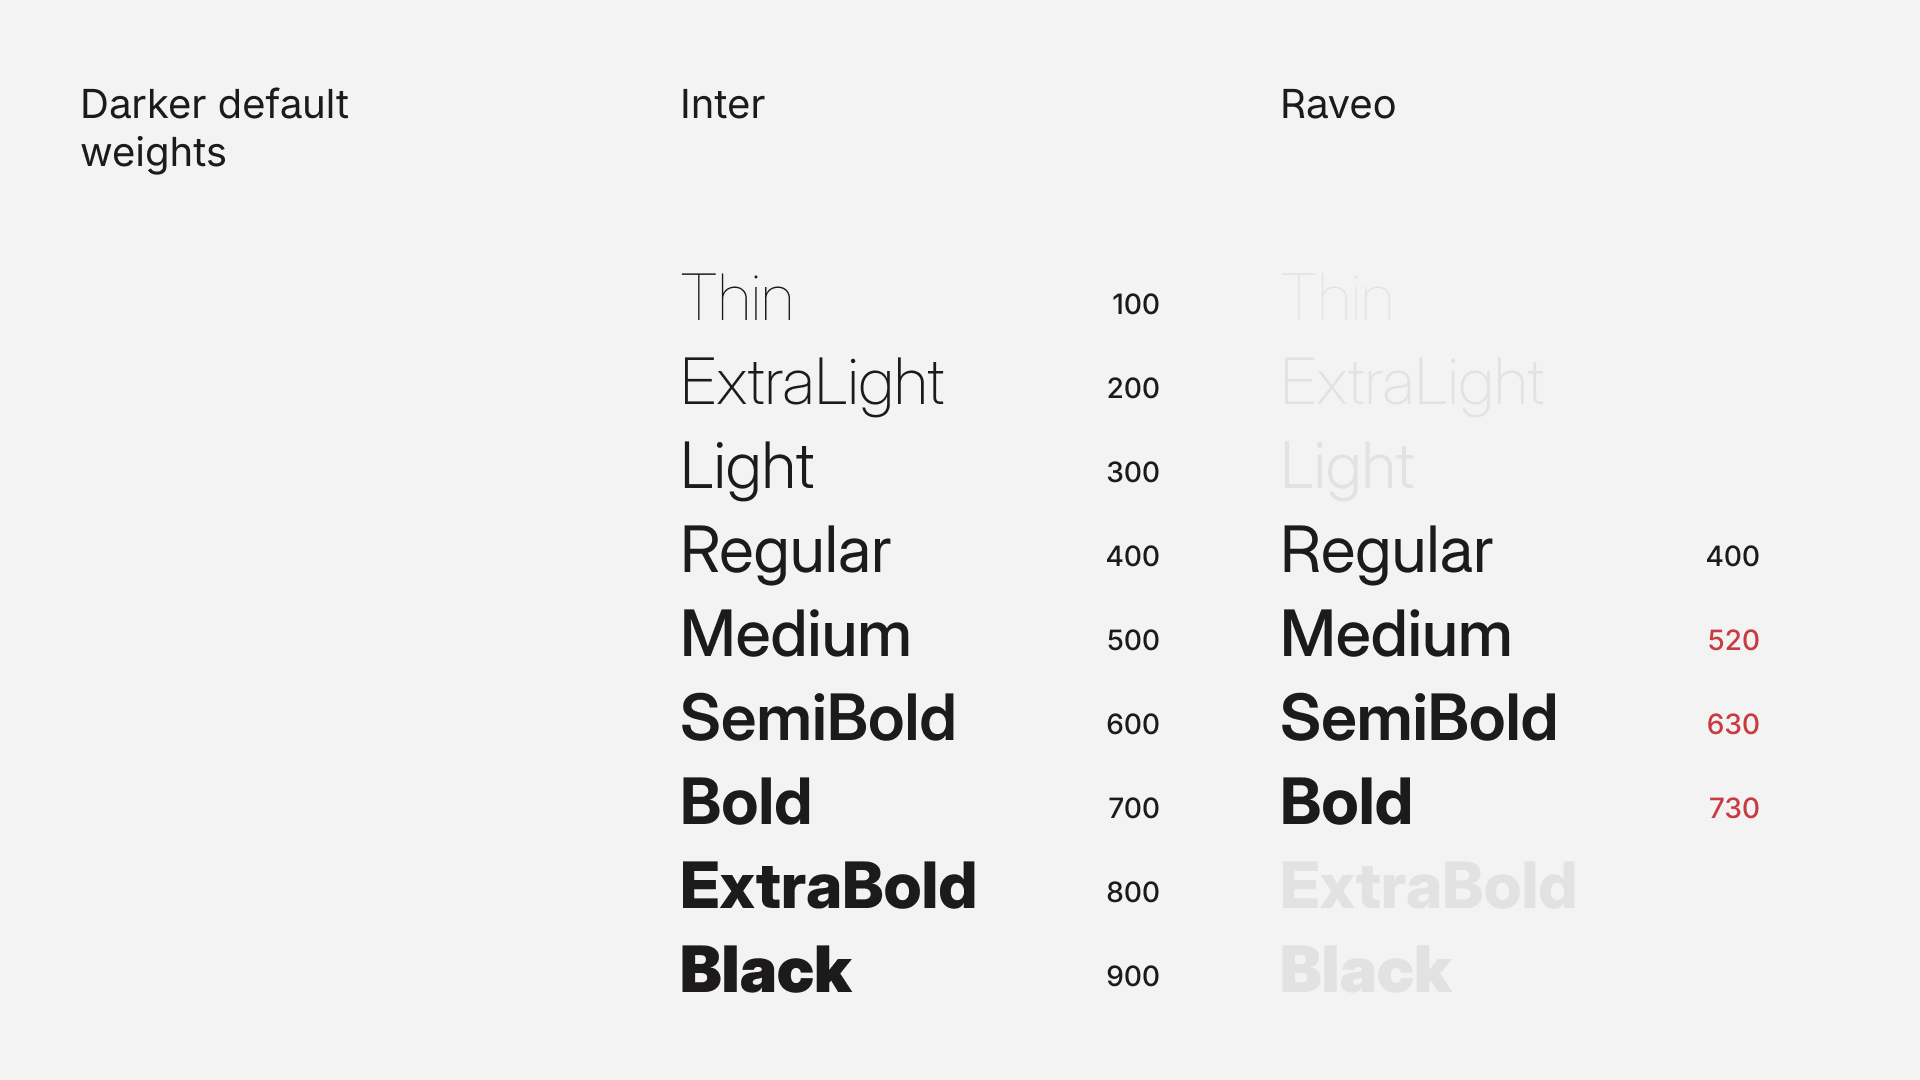 Darker default
weights
Inter
Raveo
Thin 100 Thin
ExtraLight 200 ExtraLight
Light 300 Light
Regular 400 Regular 400
Medium 500 Medium 520
SemiBold 600 SemiBold 630
Bold 700 Bold 730
ExtraBold 800 ExtraBold
Black 900 Black